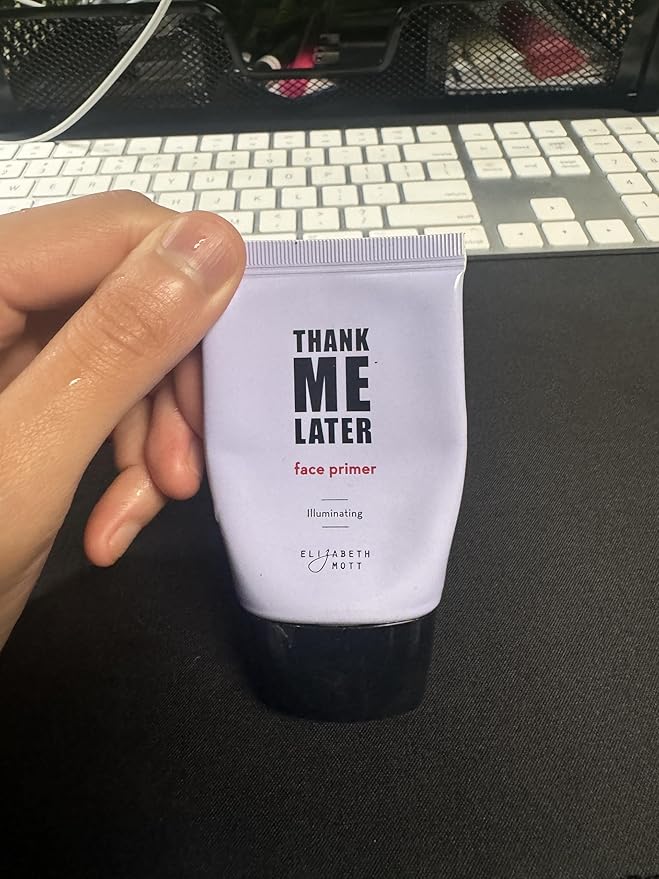 THANK
ME
LATER
face primer
Illuminating
ELIZABETH
MOTT